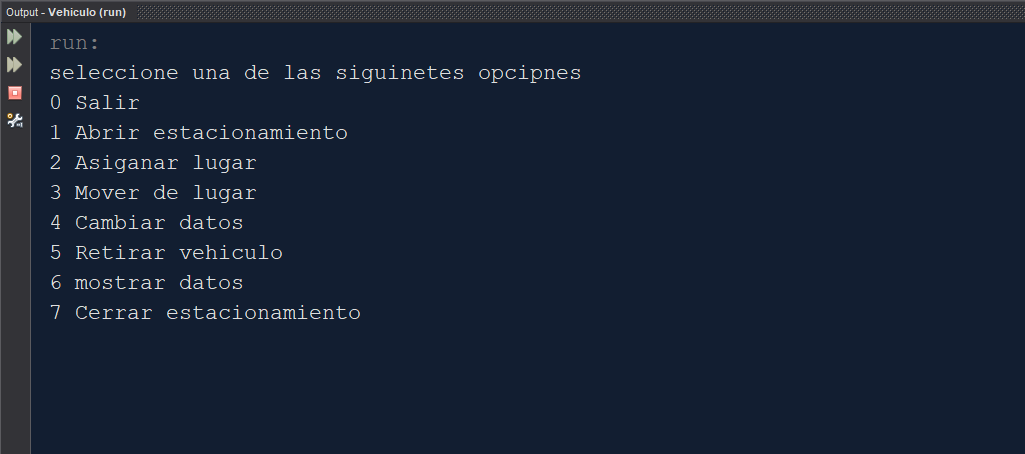 Output - Vehiculo (run)
run:
seleccione una de las siguinetes opcipnes
0 Salir
1 Abrir estacionamiento
2 Asiganar lugar
3 Mover de lugar
4 Cambiar datos
5 Retirar vehiculo
6 mostrar datos
7 Cerrar estacionamiento